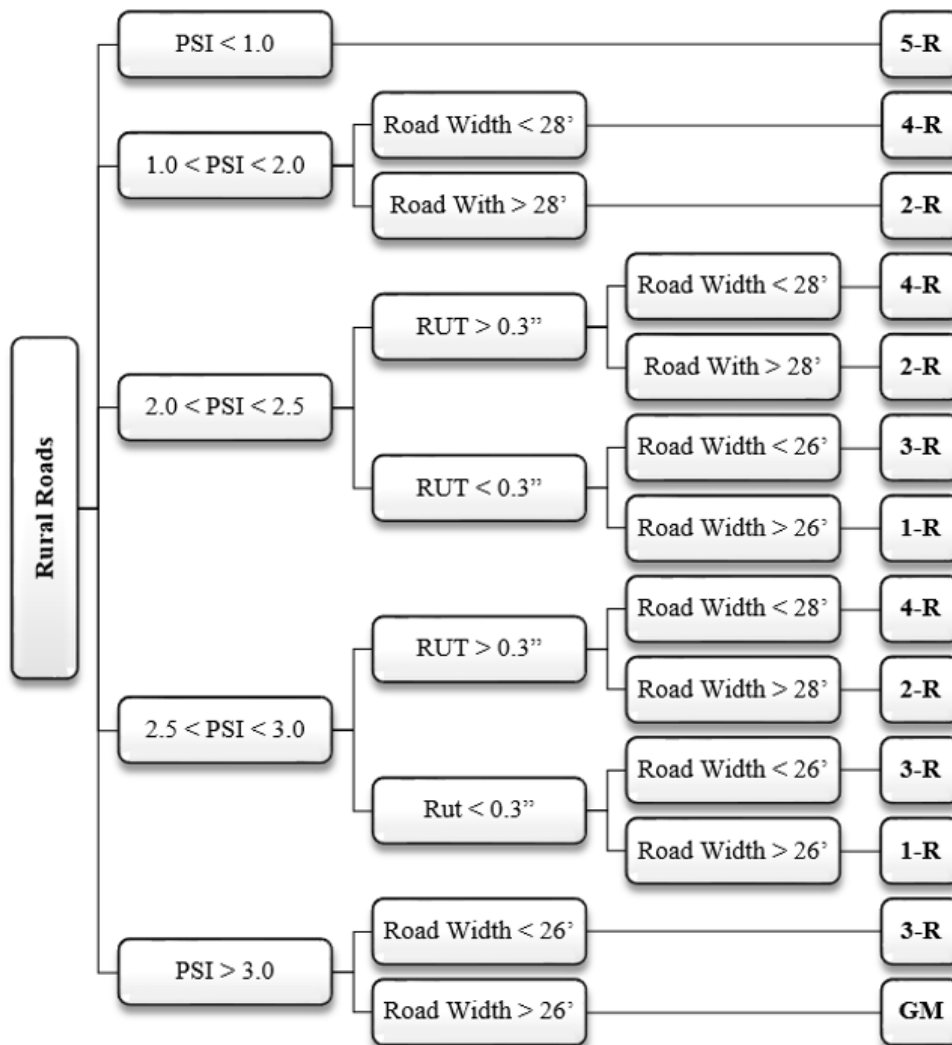 Rural Roads
PSI < 1.0
5-R
1.0 < PSI < 2.0
Road Width < 28’
4-R
Road With > 28’
2-R
2.0 < PSI < 2.5
RUT > 0.3”
Road Width < 28’
4-R
Road With > 28’
2-R
RUT < 0.3”
Road Width < 26’
3-R
Road Width > 26’
1-R
2.5 < PSI < 3.0
RUT > 0.3”
Road Width < 28’
4-R
Road Width > 28’
2-R
Rut < 0.3”
Road Width < 26’
3-R
Road Width > 26’
1-R
PSI > 3.0
Road Width < 26’
3-R
Road Width > 26’
GM